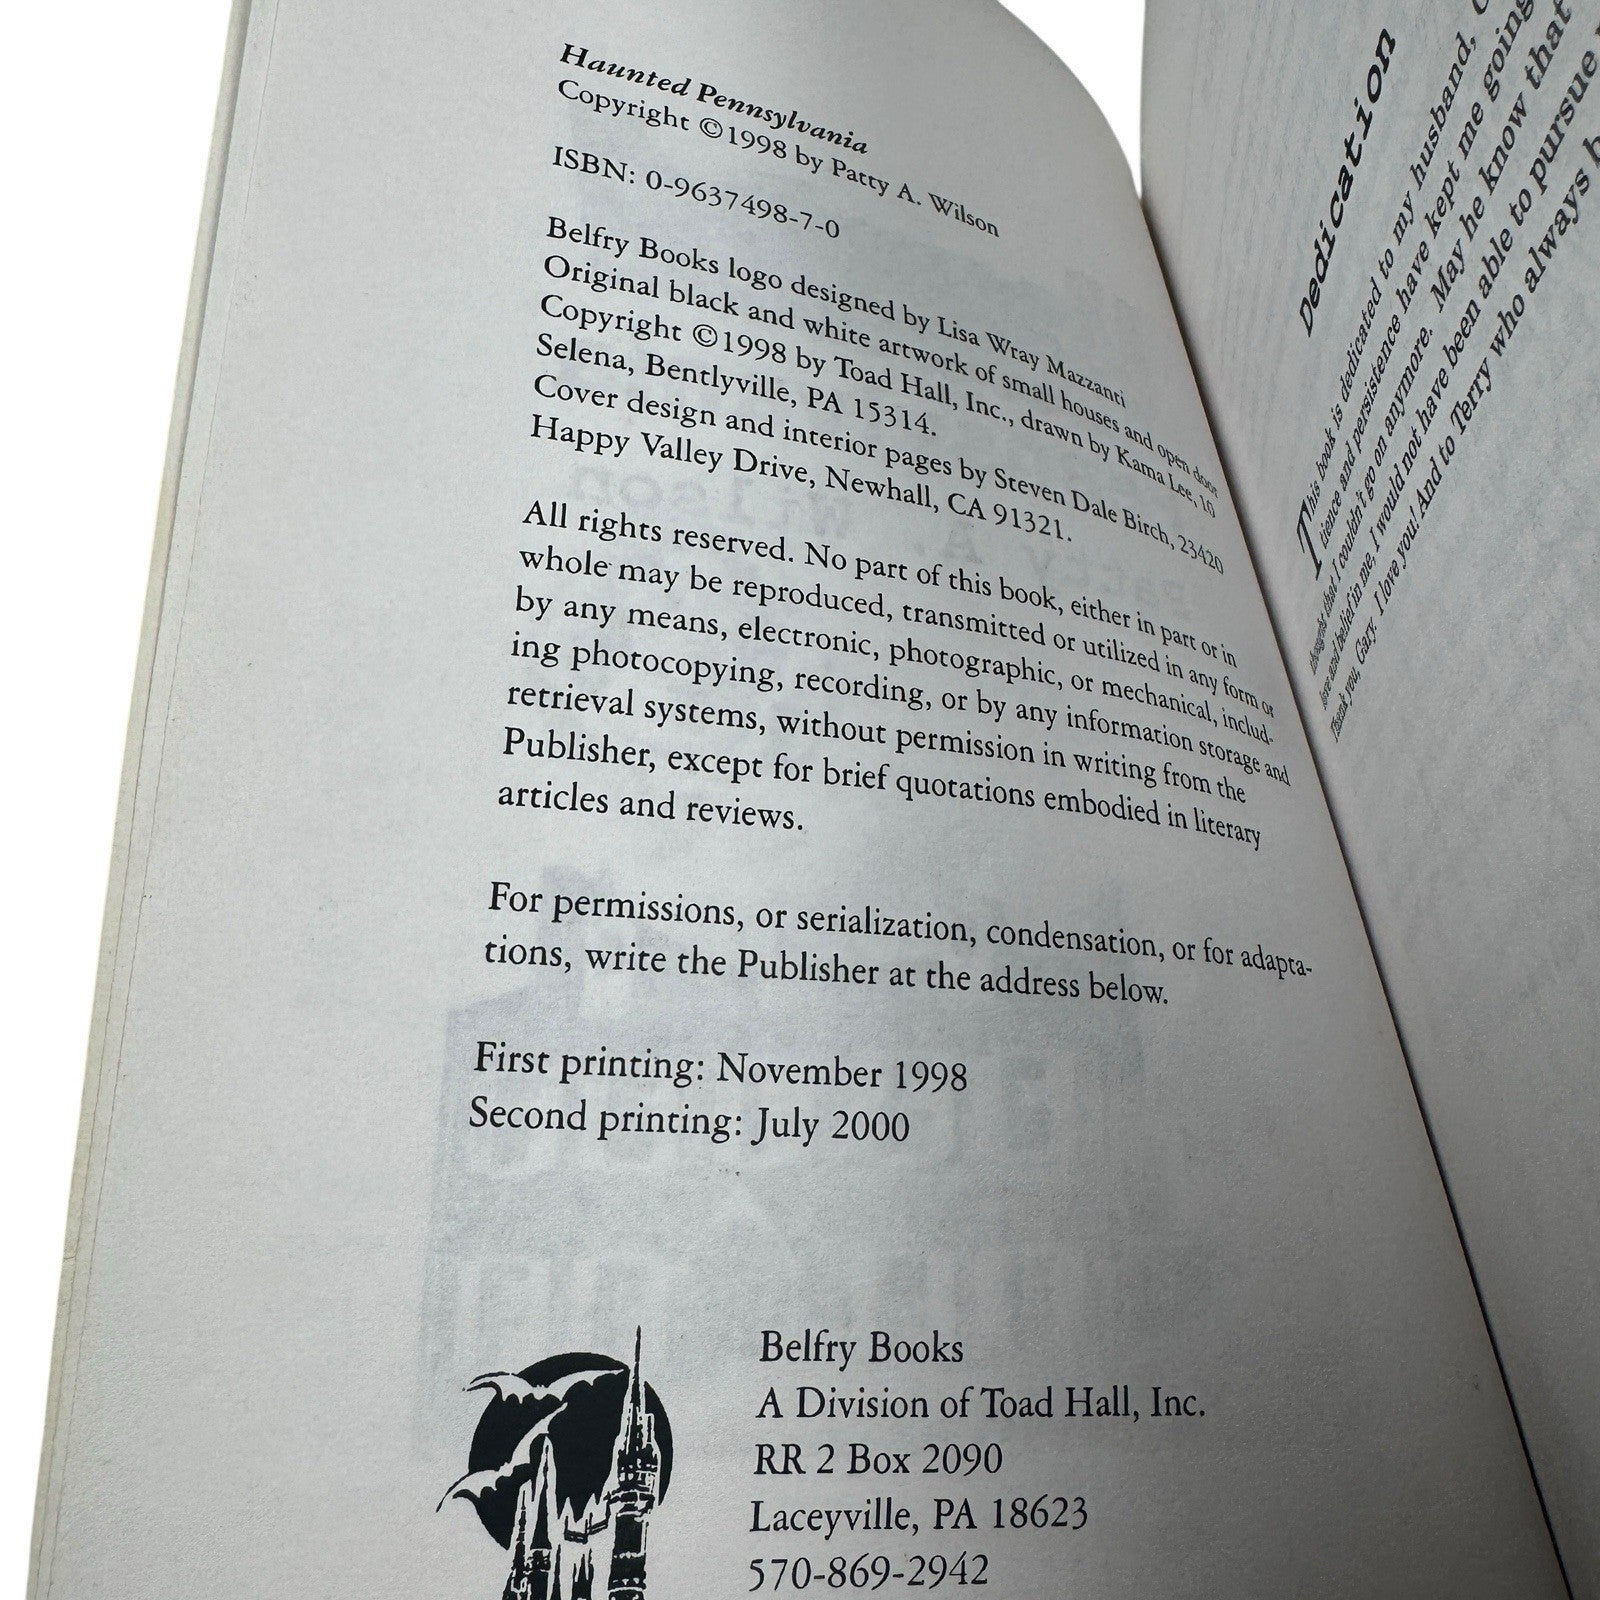 Haunted Pennsylvania
Copyright ©1998 by Patty A. Wilson
ISBN: 0-9637498-7-0
Belfry Books logo designed by Lisa Wray Mazzanti
Original black and white artwork of small houses and open door
Copyright ©1998 by Toad Hall, Inc., drawn by Kama Lee, 10
Selena, Bentlyville, PA 15314.
Cover design and interior pages by Steven Dale Birch, 23420
Happy Valley Drive, Newhall, CA 91321.
All rights reserved. No part of this book, either in part or in
whole may be reproduced, transmitted or utilized in any form or
by any means, electronic, photographic, or mechanical, includ-
ing photocopying, recording, or by any information storage and
retrieval systems, without permission in writing from the
Publisher, except for brief quotations embodied in literary
articles and reviews.
For permissions, or serialization, condensation, or for adapta-
tions, write the Publisher at the address below.
First printing: November 1998
Second printing: July 2000
Belfry Books
A Division of Toad Hall, Inc.
RR 2 Box 2090
Laceyville, PA 18623
570-869-2942
Dedication
This book is dedicated to my husband,
tience and persistence have kept me going
thought that I couldn't go on anymore. May he know that
love and belief in me, I would not have been able to pursue
Thank you, Gary. I love you! And to Terry who always